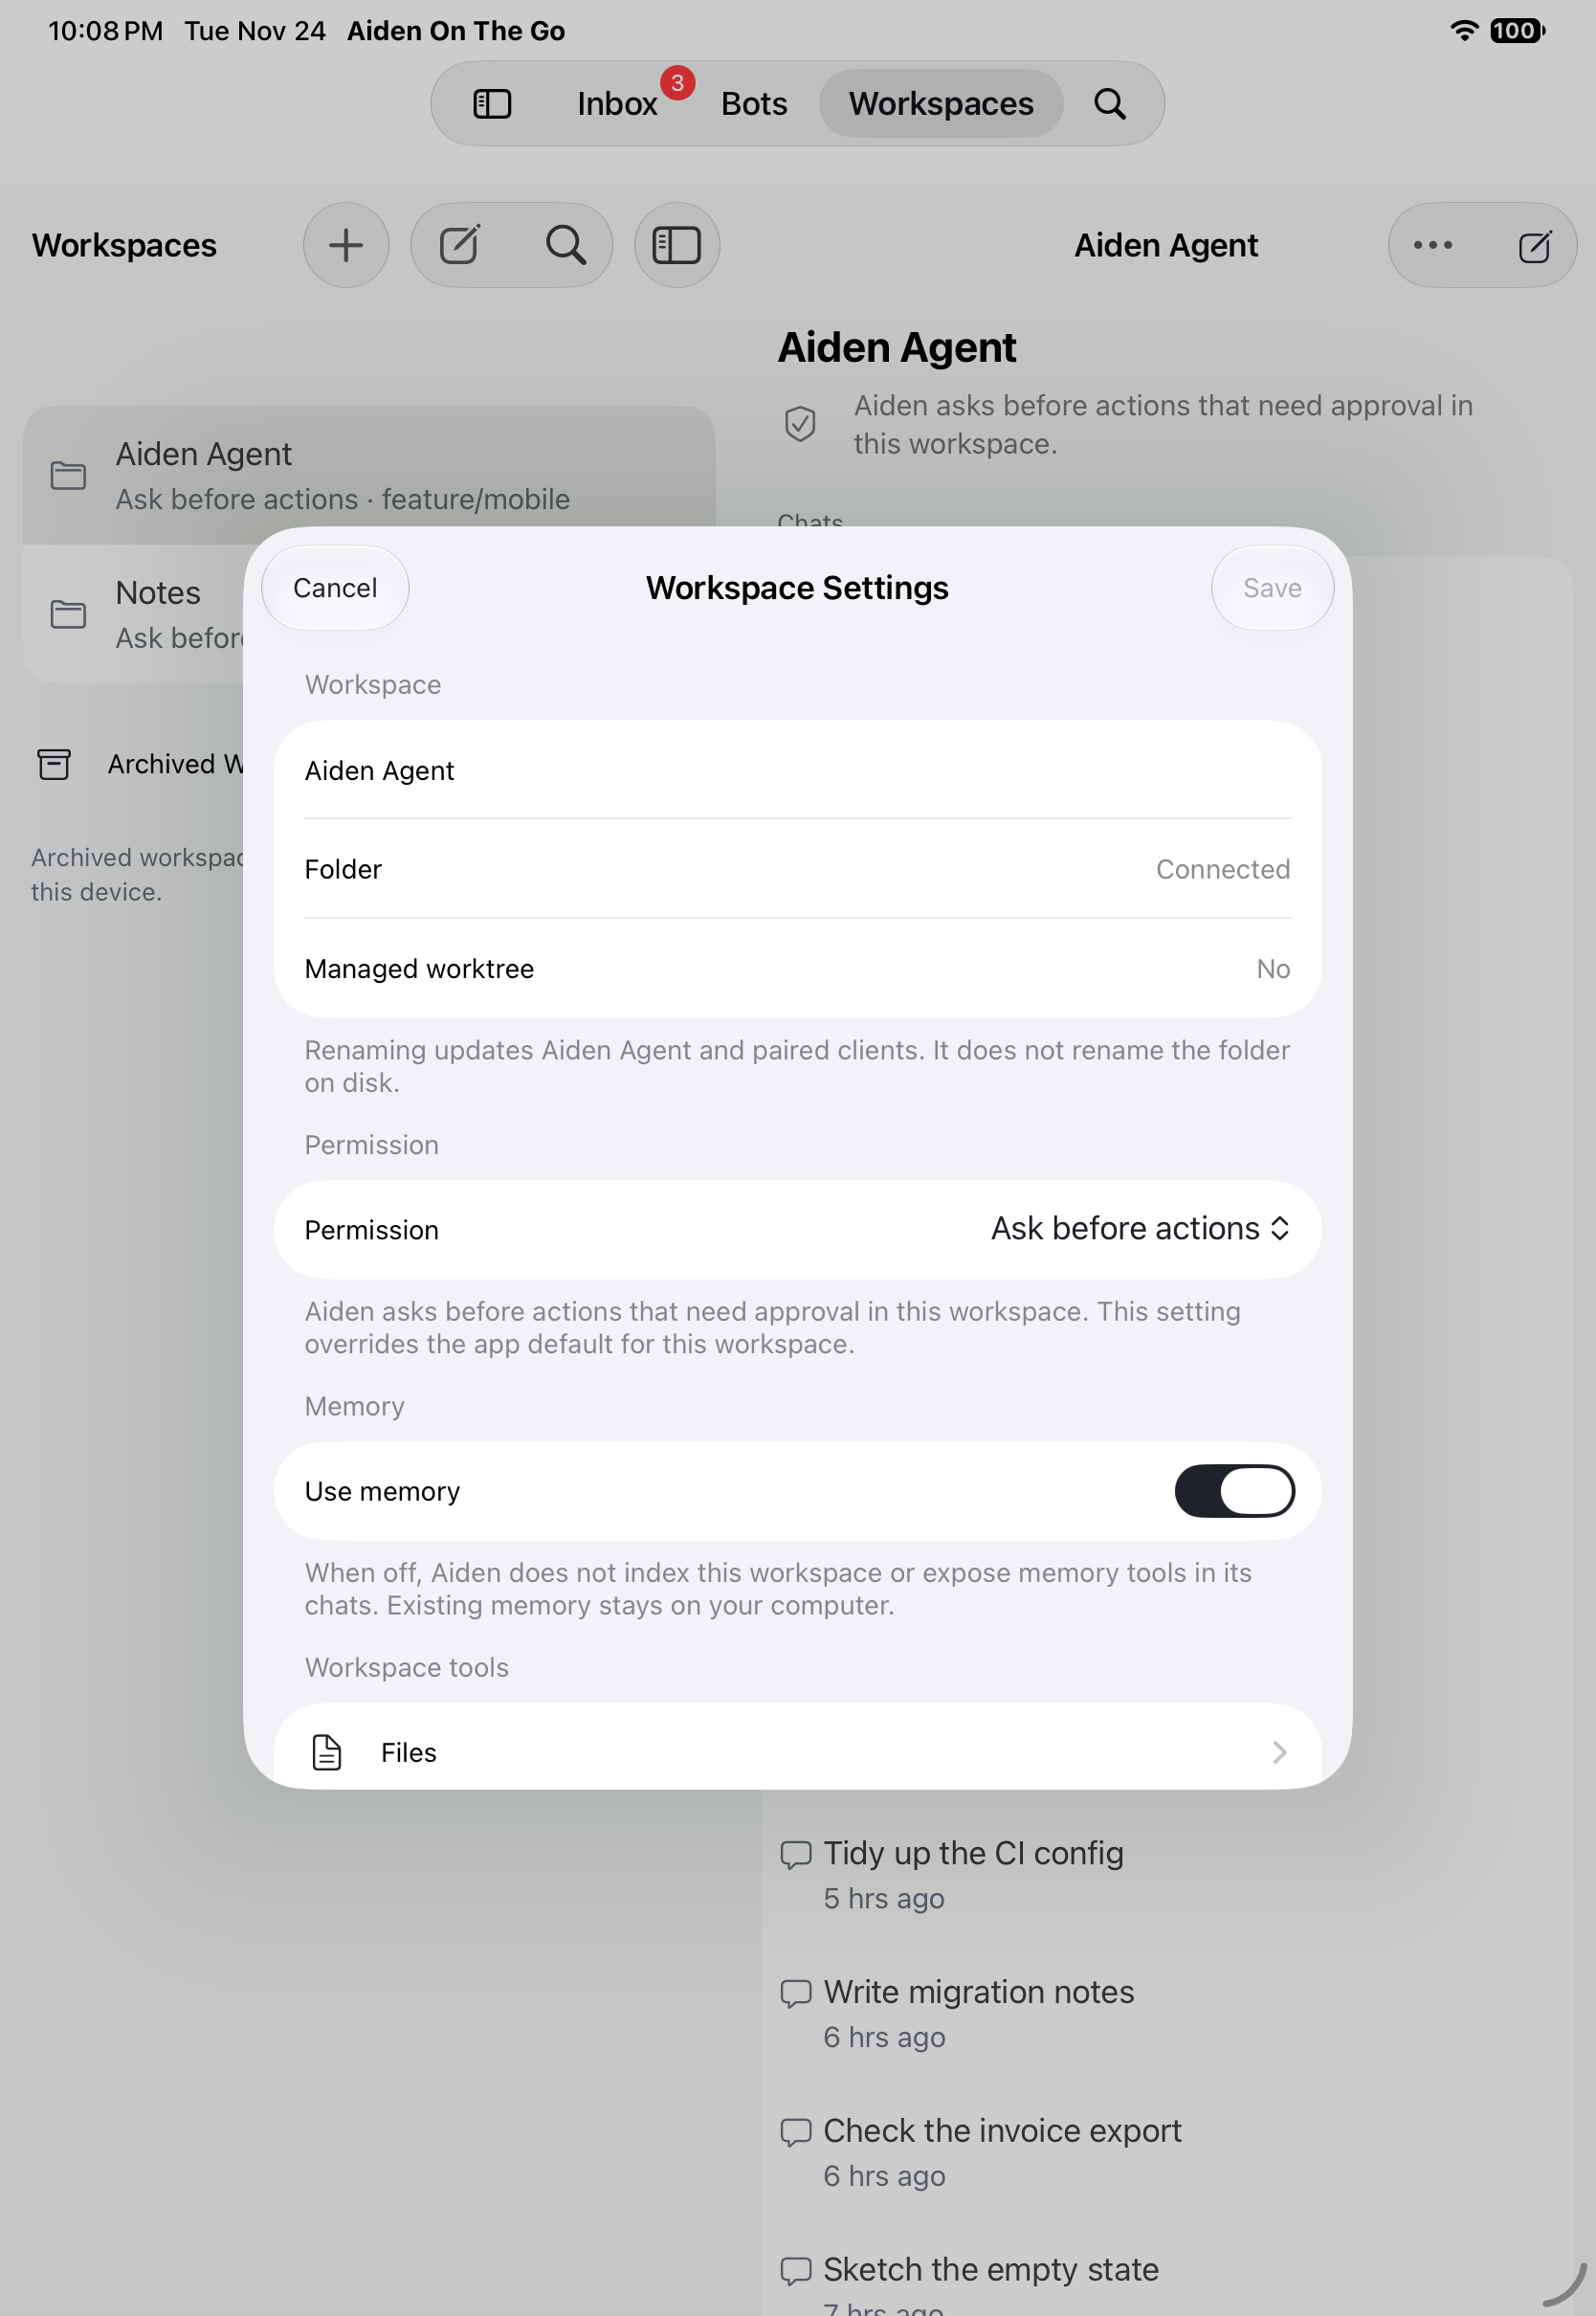 10:08 PM Tue Nov 24 Aiden On The Go
100
Inbox 3 Bots Workspaces
Workspaces
Aiden Agent
Aiden Agent
Aiden asks before actions that need approval in
this workspace.
Chats
Aiden Agent
Ask before actions · feature/mobile
Notes
Ask before
Archived W
Archived workspac
this device.
Cancel
Workspace Settings
Save
Workspace
Aiden Agent
Folder Connected
Managed worktree No
Renaming updates Aiden Agent and paired clients. It does not rename the folder
on disk.
Permission
Permission Ask before actions
Aiden asks before actions that need approval in this workspace. This setting
overrides the app default for this workspace.
Memory
Use memory
When off, Aiden does not index this workspace or expose memory tools in its
chats. Existing memory stays on your computer.
Workspace tools
Files
Tidy up the CI config
5 hrs ago
Write migration notes
6 hrs ago
Check the invoice export
6 hrs ago
Sketch the empty state
7 hrs ago